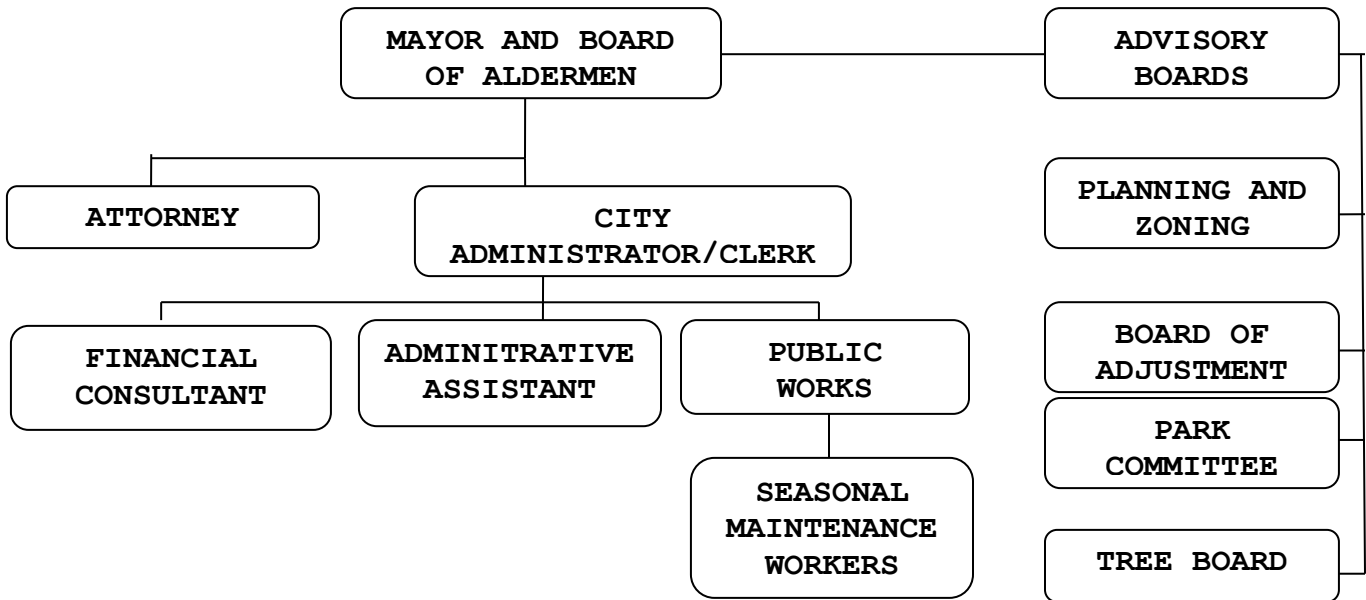 MAYOR AND BOARD
OF ALDERMEN
ADVISORY
BOARDS
ATTORNEY
CITY
ADMINISTRATOR/CLERK
PLANNING AND
ZONING
FINANCIAL
CONSULTANT
ADMINITRATIVE
ASSISTANT
PUBLIC
WORKS
BOARD OF
ADJUSTMENT
PARK
COMMITTEE
SEASONAL
MAINTENANCE
WORKERS
TREE BOARD